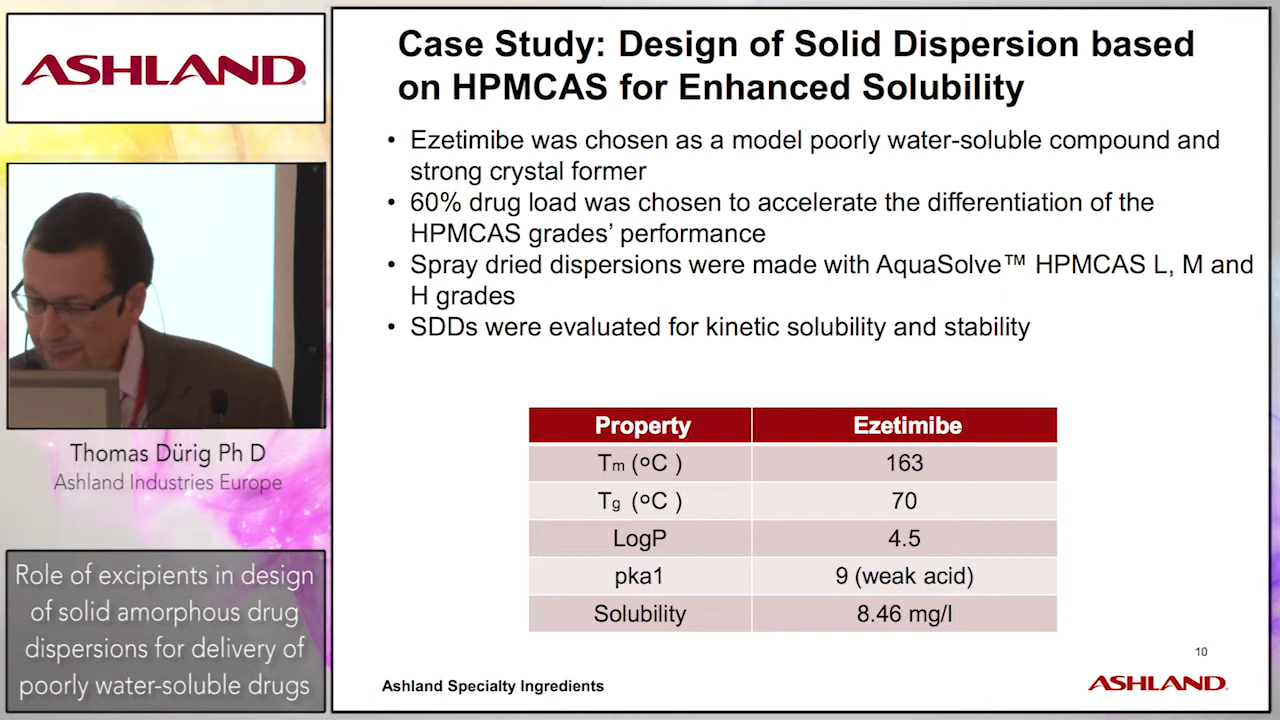 ASHLAND
Thomas Dürig Ph D
Ashland Industries Europe
Role of excipients in design
of solid amorphous drug
dispersions for delivery of
poorly water-soluble drugs
Case Study: Design of Solid Dispersion based
on HPMCAS for Enhanced Solubility
• Ezetimibe was chosen as a model poorly water-soluble compound and
strong crystal former
• 60% drug load was chosen to accelerate the differentiation of the
HPMCAS grades’ performance
• Spray dried dispersions were made with AquaSolve™ HPMCAS L, M and
H grades
• SDDs were evaluated for kinetic solubility and stability
Property Ezetimibe
Tm (oC ) 163
Tg (oC ) 70
LogP 4.5
pka1 9 (weak acid)
Solubility 8.46 mg/l
10
Ashland Specialty Ingredients
ASHLAND